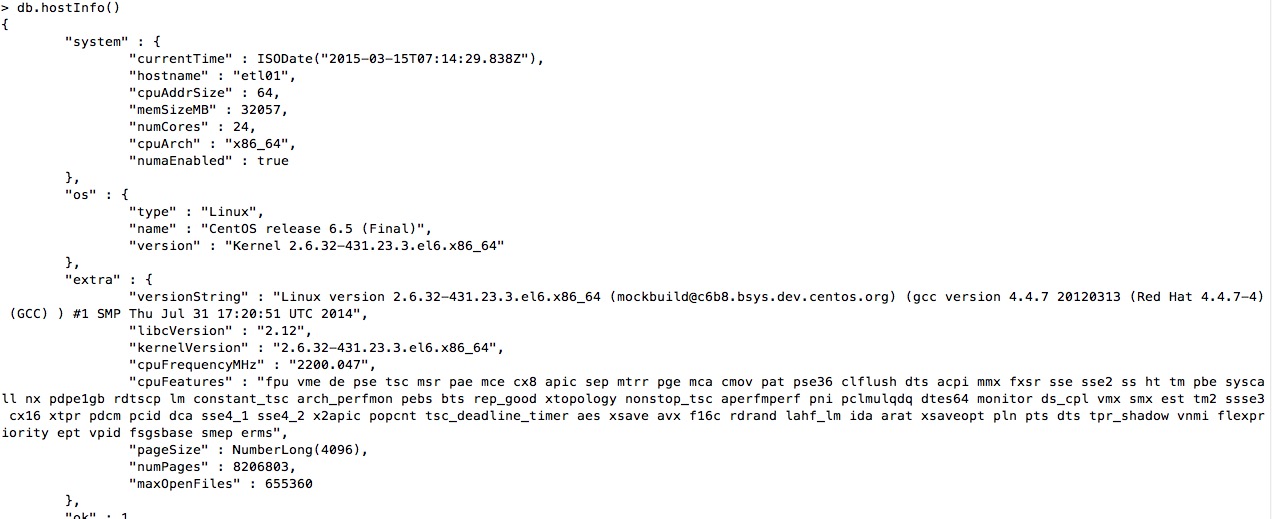 > db.hostInfo()
{
"system" : {
"currentTime" : ISODate("2015-03-15T07:14:29.838Z"),
"hostname" : "etl01",
"cpuAddrSize" : 64,
"memSizeMB" : 32057,
"numCores" : 24,
"cpuArch" : "x86_64",
"numaEnabled" : true
},
"os" : {
"type" : "Linux",
"name" : "CentOS release 6.5 (Final)",
"version" : "Kernel 2.6.32-431.23.3.el6.x86_64"
},
"extra" : {
"versionString" : "Linux version 2.6.32-431.23.3.el6.x86_64 (mockbuild@c6b8.bsys.dev.centos.org) (gcc version 4.4.7 20120313 (Red Hat 4.4.7-4)
(GCC) ) #1 SMP Thu Jul 31 17:20:51 UTC 2014",
"libcVersion" : "2.12",
"kernelVersion" : "2.6.32-431.23.3.el6.x86_64",
"cpuFrequencyMHz" : "2200.047",
"cpuFeatures" : "fpu vme de pse tsc msr pae mce cx8 apic sep mtrr pge mca cmov pat pse36 clflush dts acpi mmx fxsr sse sse2 ss ht tm pbe sysca
ll nx pdpe1gb rdtscp lm constant_tsc arch_perfmon pebs bts rep_good xtopology nonstop_tsc aperfmperf pni pclmulqdq dtes64 monitor ds_cpl vmx smx est tm2 ssse3
cx16 xtpr pdcm pcid dca sse4_1 sse4_2 x2apic popcnt tsc_deadline_timer aes xsave avx f16c rdrand lahf_lm ida arat xsaveopt pln pts dts tpr_shadow vnmi flexpr
iority ept vpid fsgsbase smep erms",
"pageSize" : NumberLong(4096),
"numPages" : 8206803,
"maxOpenFiles" : 655360
},
"ok" : 1